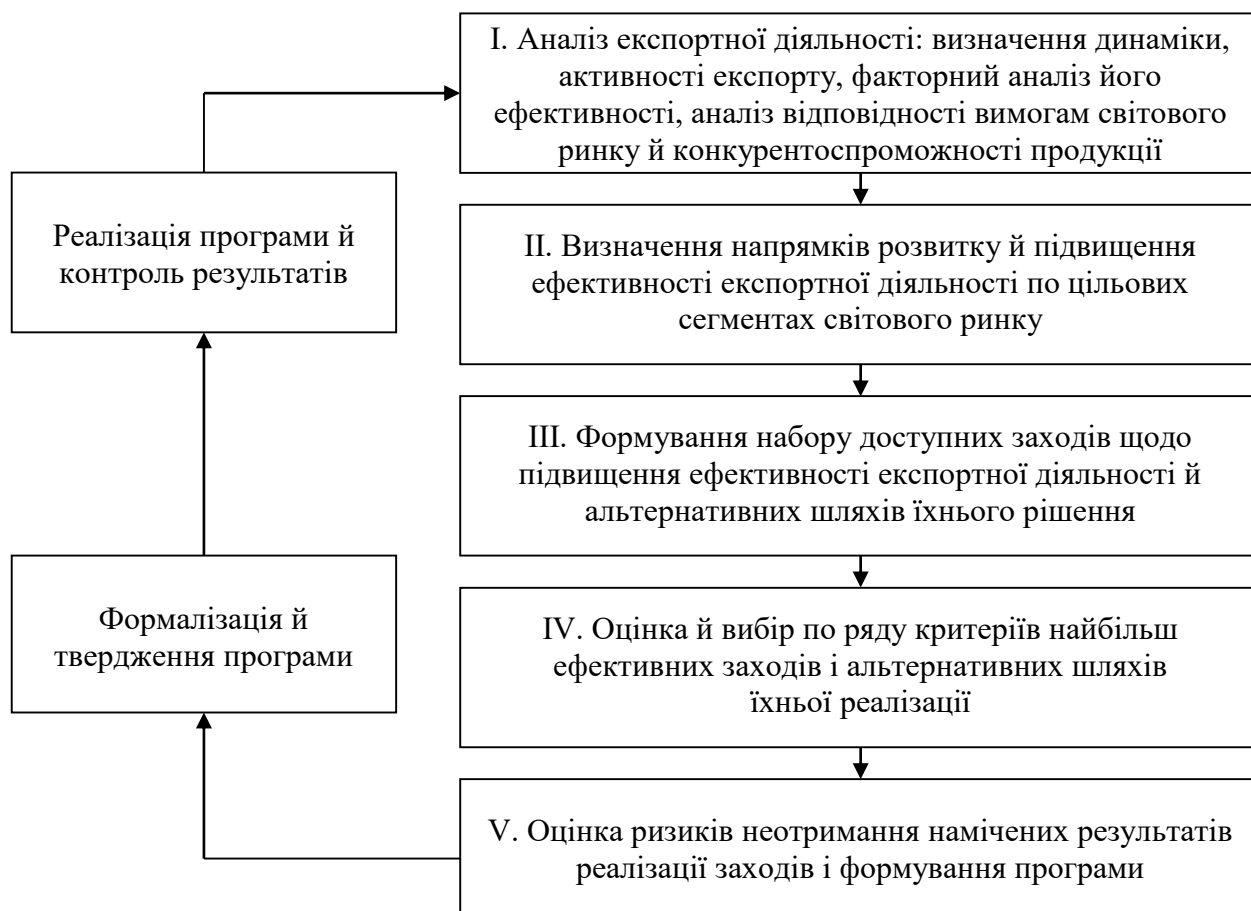 I. Аналіз експортної діяльності: визначення динаміки,
активності експорту, факторний аналіз його
ефективності, аналіз відповідності вимогам світового
ринку й конкурентоспроможності продукції
II. Визначення напрямків розвитку й підвищення
ефективності експортної діяльності по цільових
сегментах світового ринку
III. Формування набору доступних заходів щодо
підвищення ефективності експортної діяльності й
альтернативних шляхів їхнього рішення
IV. Оцінка й вибір по ряду критеріїв найбільш
ефективних заходів і альтернативних шляхів
їхньої реалізації
V. Оцінка ризиків неотримання намічених результатів
реалізації заходів і формування програми
Формалізація й
твердження програми
Реалізація програми й
контроль результатів